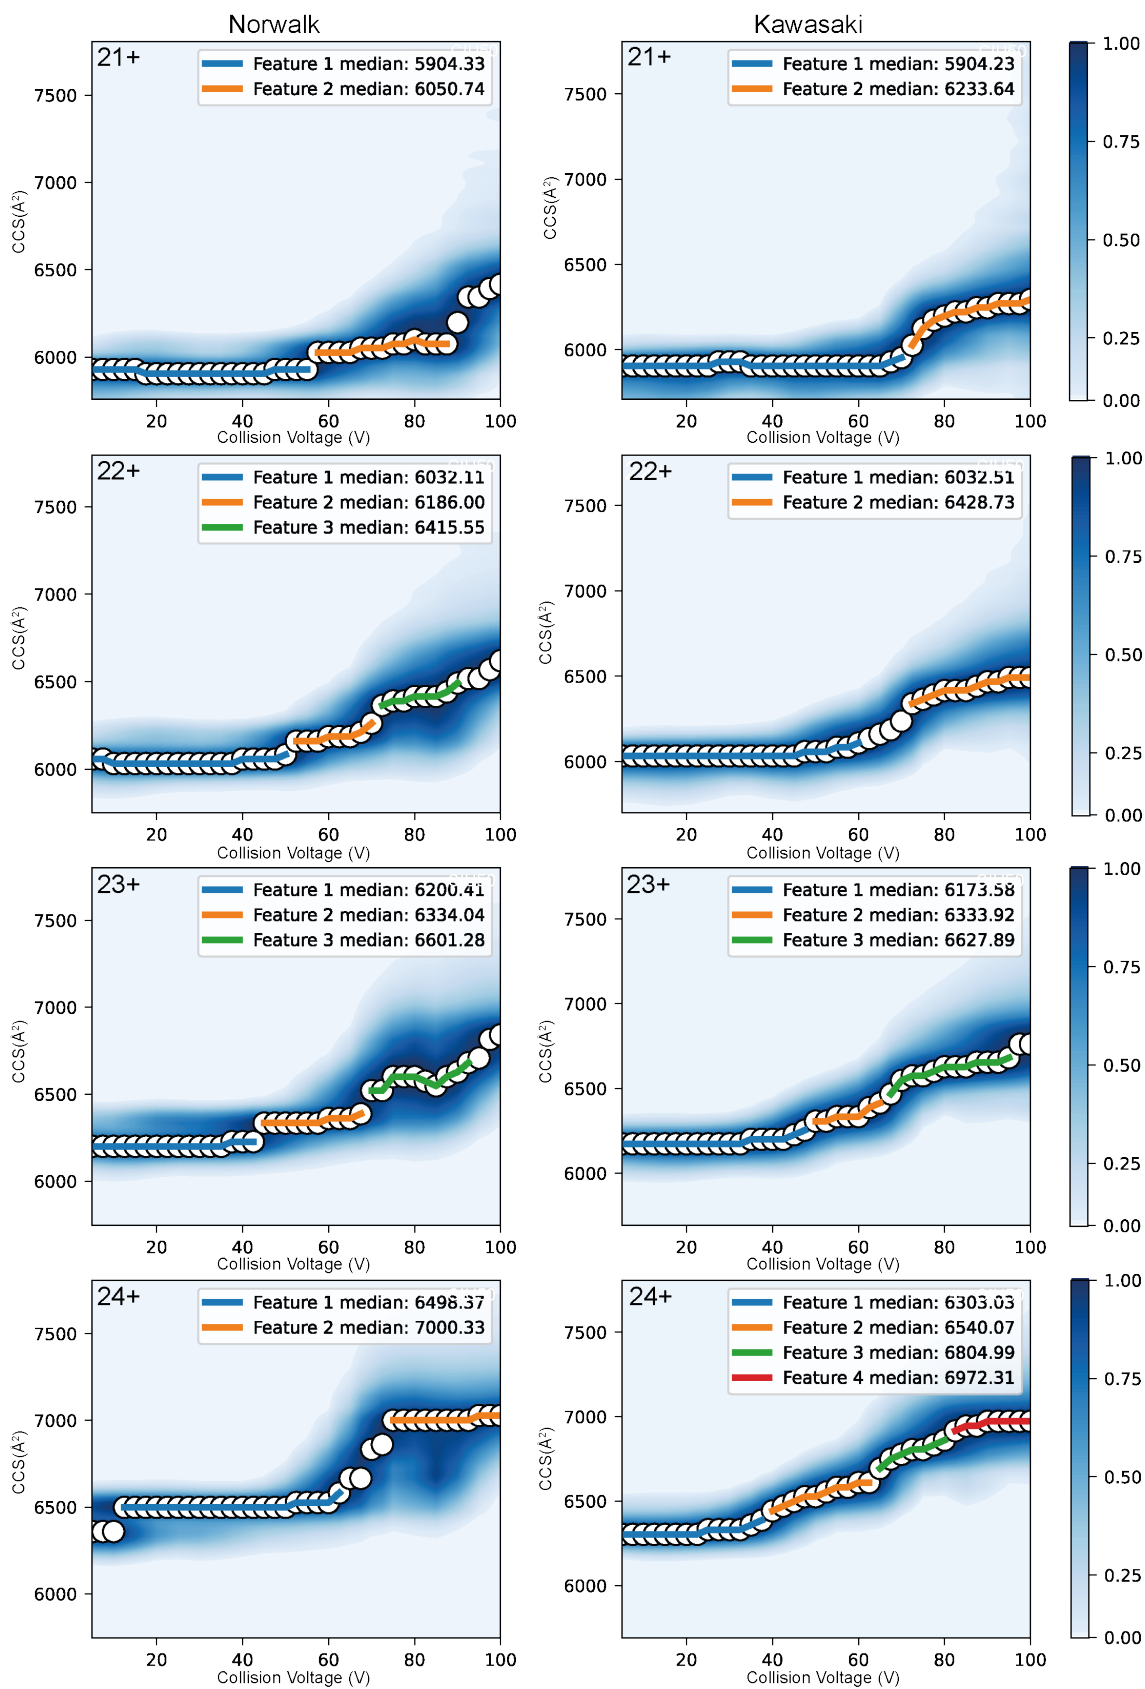 Norwalk
Kawasaki
21+
Feature 1 median: 5904.33
Feature 2 median: 6050.74
7500
7000
6500
6000
CCS(Å²)
20 40 60 80 100
Collision Voltage (V)
21+
Feature 1 median: 5904.23
Feature 2 median: 6233.64
7500
7000
6500
6000
CCS(Å²)
20 40 60 80 100
Collision Voltage (V)
1.00
0.75
0.50
0.25
0.00
22+
Feature 1 median: 6032.11
Feature 2 median: 6186.00
Feature 3 median: 6415.55
7500
7000
6500
6000
CCS(Å²)
20 40 60 80 100
Collision Voltage (V)
22+
Feature 1 median: 6032.51
Feature 2 median: 6428.73
7500
7000
6500
6000
CCS(Å²)
20 40 60 80 100
Collision Voltage (V)
1.00
0.75
0.50
0.25
0.00
23+
Feature 1 median: 6200.41
Feature 2 median: 6334.04
Feature 3 median: 6601.28
7500
7000
6500
6000
CCS(Å²)
20 40 60 80 100
Collision Voltage (V)
23+
Feature 1 median: 6173.58
Feature 2 median: 6333.92
Feature 3 median: 6627.89
7500
7000
6500
6000
CCS(Å²)
20 40 60 80 100
Collision Voltage (V)
1.00
0.75
0.50
0.25
0.00
24+
Feature 1 median: 6498.37
Feature 2 median: 7000.33
7500
7000
6500
6000
CCS(Å²)
20 40 60 80 100
Collision Voltage (V)
24+
Feature 1 median: 6303.03
Feature 2 median: 6540.07
Feature 3 median: 6804.99
Feature 4 median: 6972.31
7500
7000
6500
6000
CCS(Å²)
20 40 60 80 100
Collision Voltage (V)
1.00
0.75
0.50
0.25
0.00